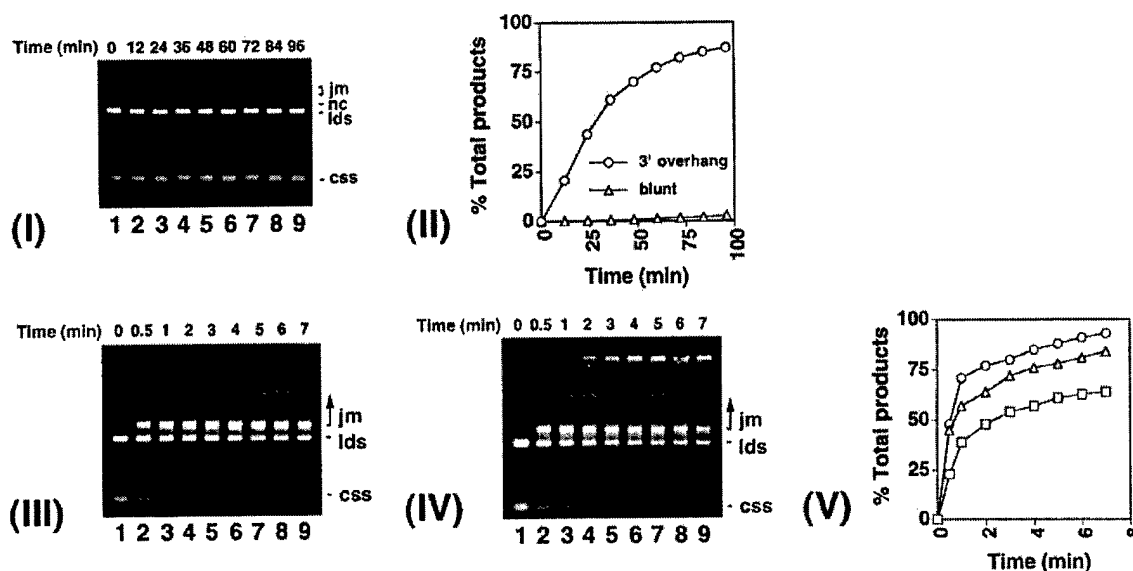 Time (min) 0 12 24 36 48 60 72 84 96
jm
nc
lds
css
1 2 3 4 5 6 7 8 9
(I)
% Total products
100
75
50
25
0
3' overhang
blunt
0 25 50 75 100
Time (min)
(II)
Time (min) 0 0.5 1 2 3 4 5 6 7
jm
lds
css
1 2 3 4 5 6 7 8 9
(III)
Time (min) 0 0.5 1 2 3 4 5 6 7
jm
lds
css
1 2 3 4 5 6 7 8 9
(IV)
% Total products
100
75
50
25
0
0 2 4 6 8
Time (min)
(V)